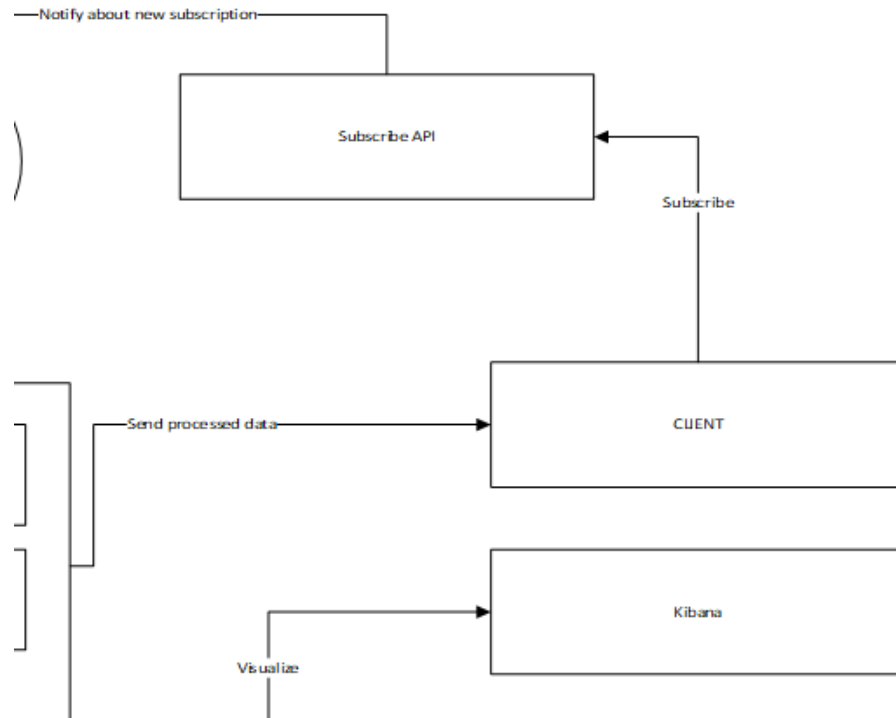 Notify about new subscription
Subscribe API
Subscribe
Send processed data
CLIENT
Kibana
Visualize